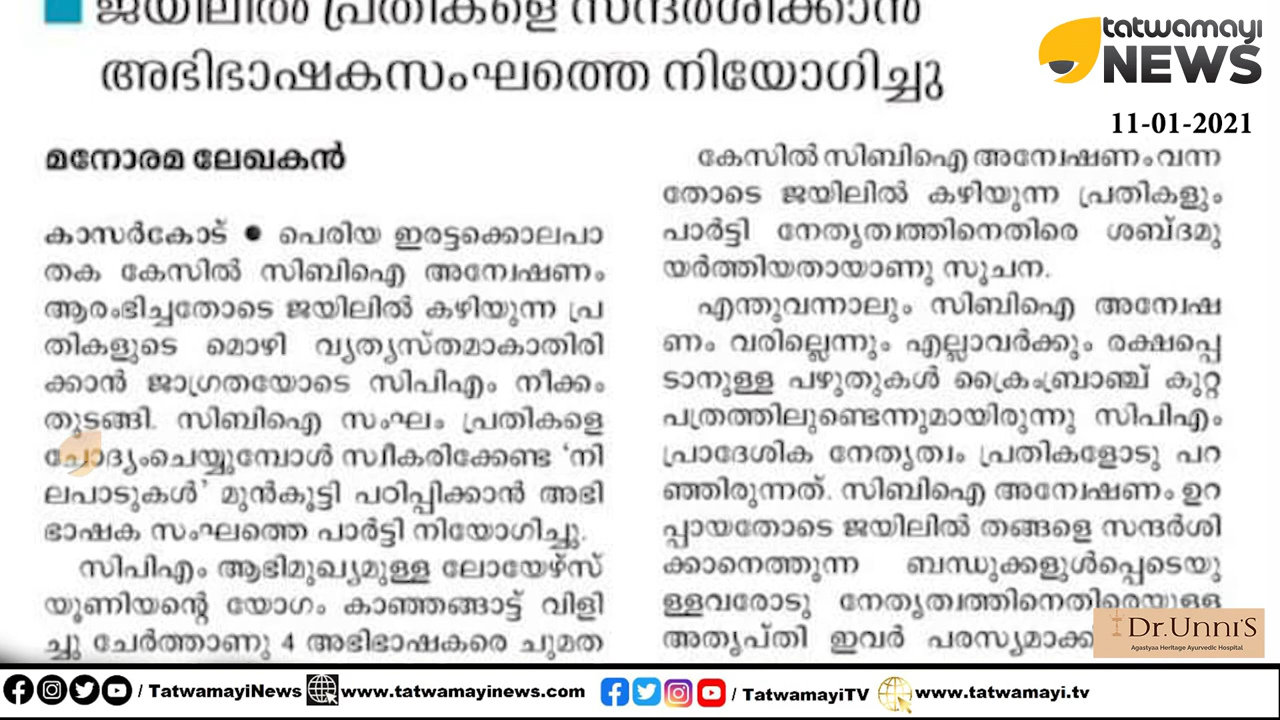 ജയിലിൽ പ്രതികളെ സന്ദർശിക്കാൻ
അഭിഭാഷകസംഘത്തെ നിയോഗിച്ചു
tatwamayi
NEWS
11-01-2021
മനോരമ ലേഖകൻ
കാസർകോട് ● പെരിയ ഇരട്ടക്കൊലപാ
തക കേസിൽ സിബിഐ അന്വേഷണം
ആരംഭിച്ചതോടെ ജയിലിൽ കഴിയുന്ന പ്ര
തികളുടെ മൊഴി വ്യത്യസ്തമാകാതിരി
ക്കാൻ ജാഗ്രതയോടെ സിപിഎം നീക്കം
തുടങ്ങി. സിബിഐ സംഘം പ്രതികളെ
ചോദ്യംചെയ്യുമ്പോൾ സ്വീകരിക്കേണ്ട ‘നി
ലപാടുകൾ’ മുൻകൂട്ടി പഠിപ്പിക്കാൻ അഭി
ഭാഷക സംഘത്തെ പാർട്ടി നിയോഗിച്ചു.
സിപിഎം ആഭിമുഖ്യമുള്ള ലോയേഴ്സ്
യൂണിയന്റെ യോഗം കാഞ്ഞങ്ങാട്ട് വിളി
ച്ചു ചേർത്താണു 4 അഭിഭാഷകരെ ചുമത
കേസിൽ സിബിഐ അന്വേഷണം വന്ന
തോടെ ജയിലിൽ കഴിയുന്ന പ്രതികളും
പാർട്ടി നേതൃത്വത്തിനെതിരെ ശബ്ദമു
യർത്തിയതായാണു സൂചന.
എന്തുവന്നാലും സിബിഐ അന്വേഷ
ണം വരില്ലെന്നും എല്ലാവർക്കും രക്ഷപ്പെ
ടാനുള്ള പഴുതുകൾ ക്രൈംബ്രാഞ്ച് കുറ്റ
പത്രത്തിലുണ്ടെന്നുമായിരുന്നു സിപിഎം
പ്രാദേശിക നേതൃത്വം പ്രതികളോടു പറ
ഞ്ഞിരുന്നത്. സിബിഐ അന്വേഷണം ഉറ
പ്പായതോടെ ജയിലിൽ തങ്ങളെ സന്ദർശി
ക്കാനെത്തുന്ന ബന്ധുക്കളുൾപ്പെടെയു
ള്ളവരോടു നേതൃത്വത്തിനെതിരെയുള്ള
അതൃപ്തി ഇവർ പരസ്യമാക്ക
Dr.Unni'S
Agastyaa Heritage Ayurvedic Hospital
/ TatwamayiNews www.tatwamayinews.com / TatwamayiTV www.tatwamayi.tv